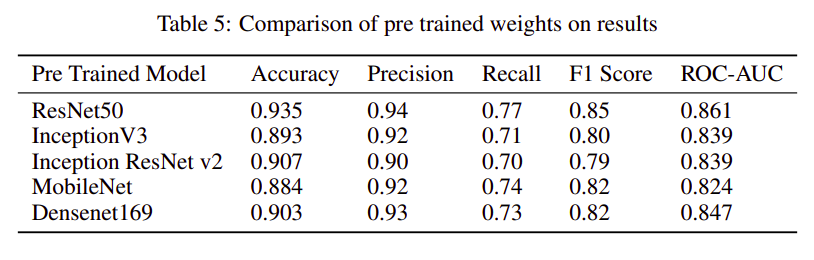 Table 5: Comparison of pre trained weights on results
Pre Trained Model Accuracy Precision Recall F1 Score ROC-AUC
ResNet50 0.935 0.94 0.77 0.85 0.861
InceptionV3 0.893 0.92 0.71 0.80 0.839
Inception ResNet v2 0.907 0.90 0.70 0.79 0.839
MobileNet 0.884 0.92 0.74 0.82 0.824
Densenet169 0.903 0.93 0.73 0.82 0.847